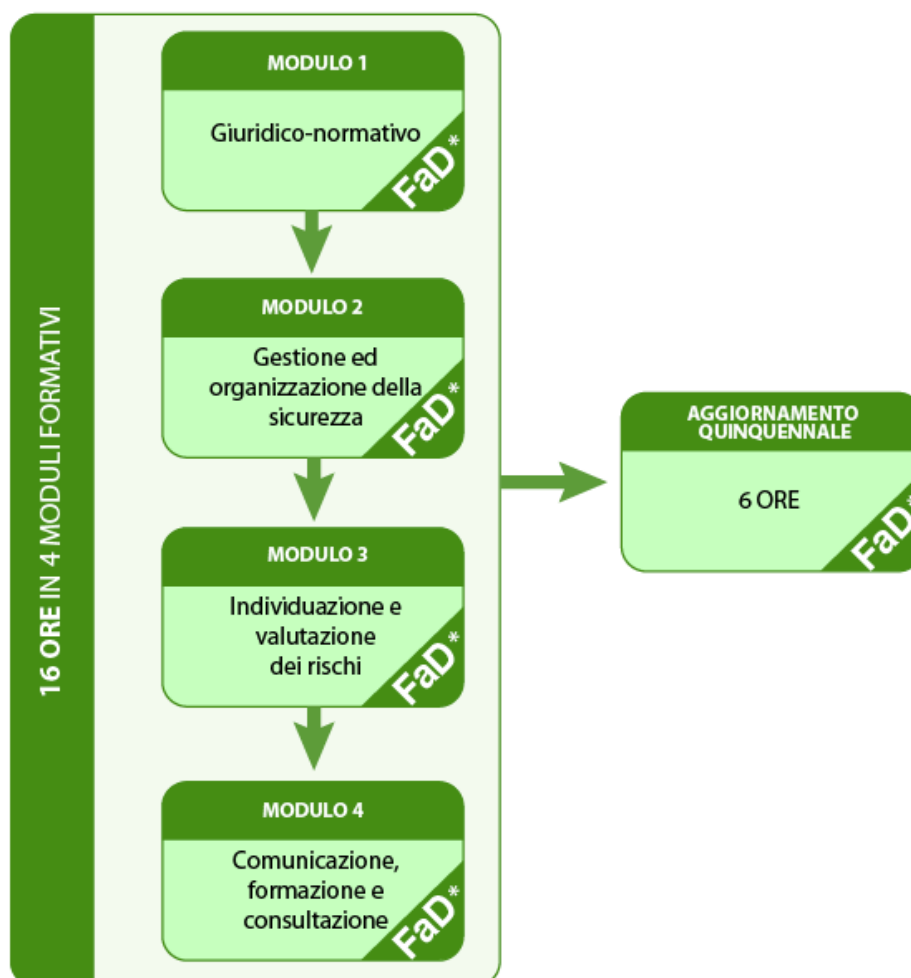 16 ORE IN 4 MODULI FORMATIVI
MODULO 1
Giuridico-normativo
FaD*
MODULO 2
Gestione ed
organizzazione della
sicurezza
FaD*
MODULO 3
Individuazione e
valutazione
dei rischi
FaD*
MODULO 4
Comunicazione,
formazione e
consultazione
FaD*
AGGIORNAMENTO
QUINQUENNALE
6 ORE
FaD*